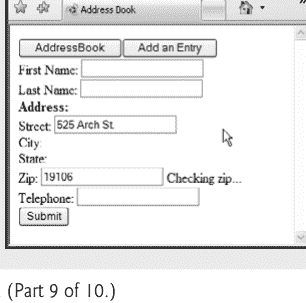 Address Book
AddressBook Add an Entry
First Name:
Last Name:
Address:
Street: 525 Arch St.
City:
State:
Zip: 19106 Checking zip...
Telephone:
Submit
(Part 9 of 10.)